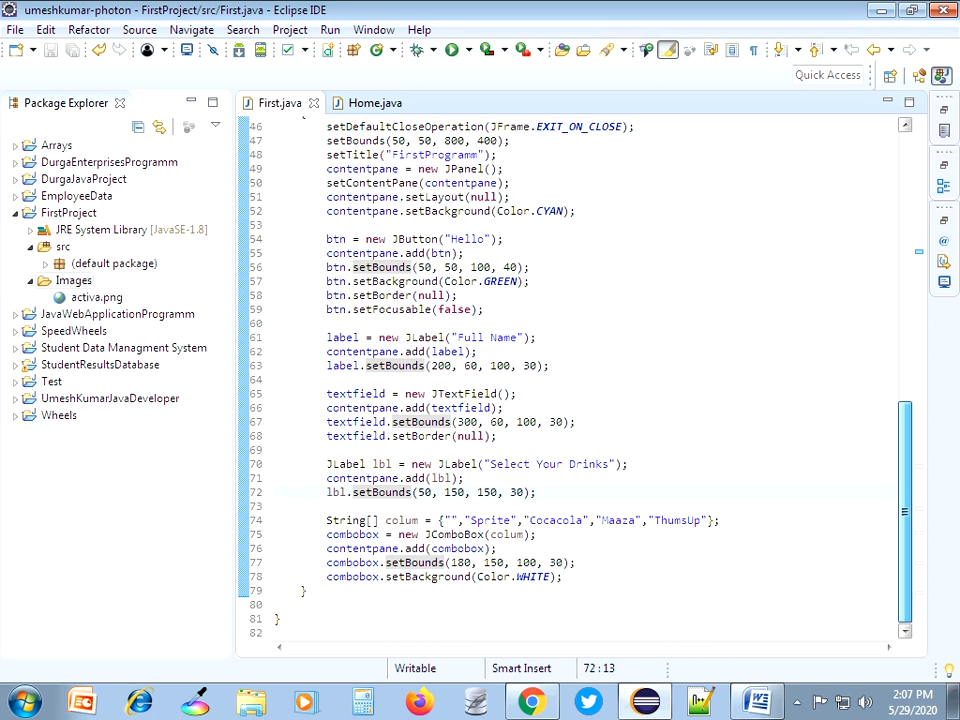 umeshkumar-photon - FirstProject/src/First.java - Eclipse IDE
File Edit Refactor Source Navigate Search Project Run Window Help
Quick Access
Package Explorer
First.java
Home.java
Arrays
DurgaEnterprisesProgramm
DurgaJavaProject
EmployeeData
FirstProject
JRE System Library [JavaSE-1.8]
src
(default package)
Images
activa.png
JavaWebApplicationProgramm
SpeedWheels
Student Data Managment System
StudentResultsDatabase
Test
UmeshKumarJavaDeveloper
Wheels
46 setDefaultCloseOperation(JFrame.EXIT_ON_CLOSE);
47 setBounds(50, 50, 800, 400);
48 setTitle("FirstProgramm");
49 contentpane = new JPanel();
50 setContentPane(contentpane);
51 contentpane.setLayout(null);
52 contentpane.setBackground(Color.CYAN);
53
54 btn = new JButton("Hello");
55 contentpane.add(btn);
56 btn.setBounds(50, 50, 100, 40);
57 btn.setBackground(Color.GREEN);
58 btn.setBorder(null);
59 btn.setFocusable(false);
60
61 label = new JLabel("Full Name");
62 contentpane.add(label);
63 label.setBounds(200, 60, 100, 30);
64
65 textfield = new JTextField();
66 contentpane.add(textfield);
67 textfield.setBounds(300, 60, 100, 30);
68 textfield.setBorder(null);
69
70 JLabel lbl = new JLabel("Select Your Drinks");
71 contentpane.add(lbl);
72 lbl.setBounds(50, 150, 150, 30);
73
74 String[] colum = {"","Sprite","Cocacola","Maaza","ThumsUp"};
75 combobox = new JComboBox(colum);
76 contentpane.add(combobox);
77 combobox.setBounds(180, 150, 100, 30);
78 combobox.setBackground(Color.WHITE);
79 }
80
81 }
82
Writable Smart Insert 72 : 13
2:07 PM
5/29/2020